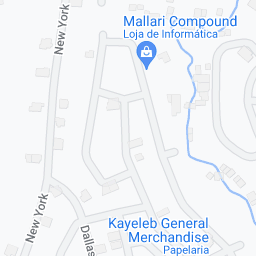 Mallari Compound
Loja de Informática
New York
New York
Kayeleb General
Merchandise
Papelaria
Dallas